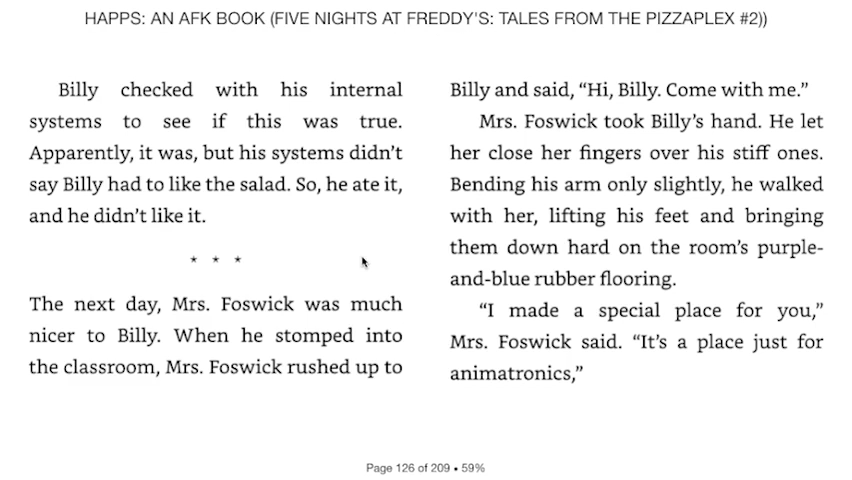 HAPPS: AN AFK BOOK (FIVE NIGHTS AT FREDDY'S: TALES FROM THE PIZZAPLEX #2))
Billy checked with his internal
systems to see if this was true.
Apparently, it was, but his systems didn’t
say Billy had to like the salad. So, he ate it,
and he didn’t like it.
* * *
The next day, Mrs. Foswick was much
nicer to Billy. When he stomped into
the classroom, Mrs. Foswick rushed up to
Billy and said, “Hi, Billy. Come with me.”
Mrs. Foswick took Billy’s hand. He let
her close her fingers over his stiff ones.
Bending his arm only slightly, he walked
with her, lifting his feet and bringing
them down hard on the room’s purple-
and-blue rubber flooring.
“I made a special place for you,”
Mrs. Foswick said. “It’s a place just for
animatronics,”
Page 126 of 209 • 59%